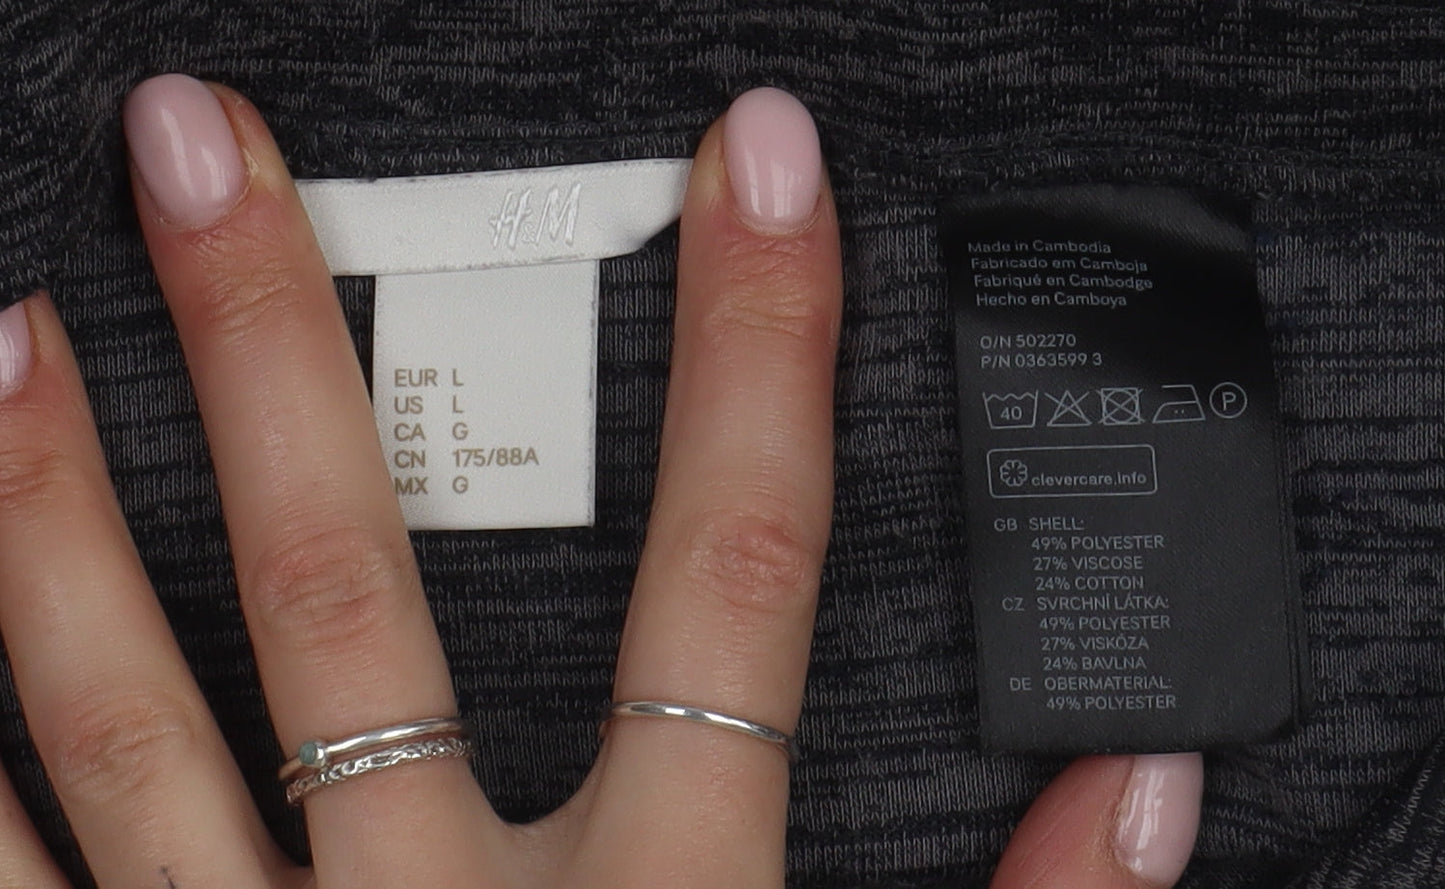 H&M
EUR L
US L
CA G
CN 175/88A
MX G
Made in Cambodia
Fabricado em Camboja
Fabriqué en Cambodge
Hecho en Camboya
O/N 502270
P/N 0363599 3
40
P
clevercare.info
GB SHELL:
49% POLYESTER
27% VISCOSE
24% COTTON
CZ SVRCHNÍ LÁTKA:
49% POLYESTER
27% VISKÓZA
24% BAVLNA
DE OBERMATERIAL:
49% POLYESTER